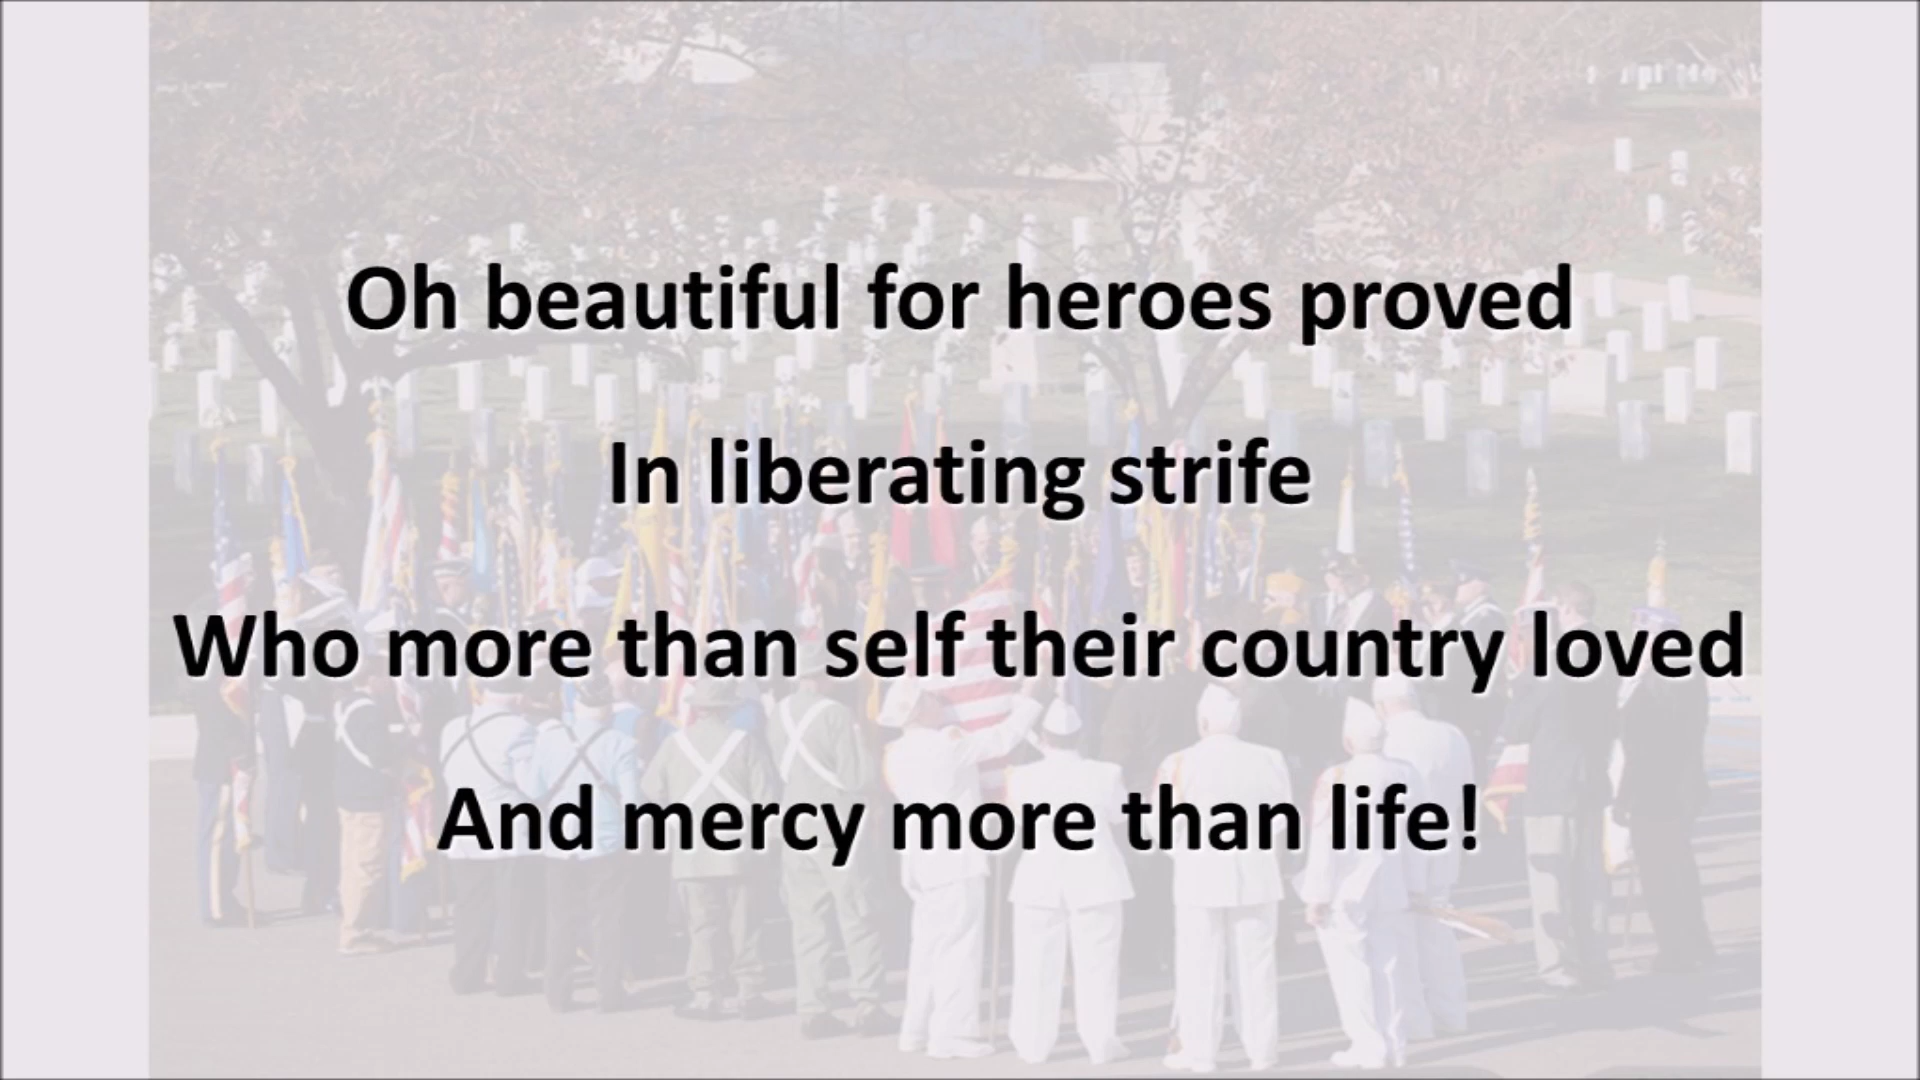 Oh beautiful for heroes proved
In liberating strife
Who more than self their country loved
And mercy more than life!